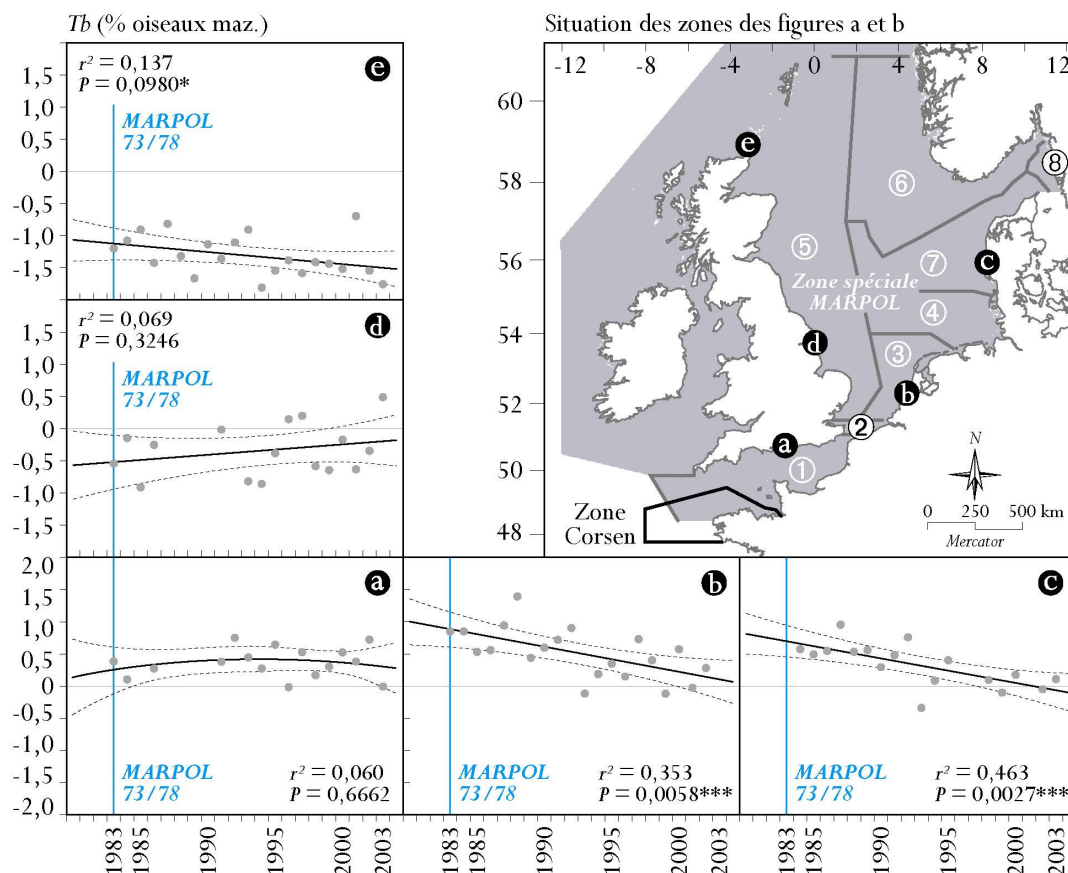 Tb (% oiseaux maz.)
Situation des zones des figures a et b
1,5
1,0
0,5
0
-0,5
-1,0
-1,5
r² = 0,137
P = 0,0980*
e
MARPOL
73/78
1,5
1,0
0,5
0
-0,5
-1,0
-1,5
r² = 0,069
P = 0,3246
d
MARPOL
73/78
-12 -8 -4 0 4 8 12
60
58
56
54
52
50
48
e
8
6
5
7
c
Zone spéciale
MARPOL
4
d
3
b
2
a
1
Zone
Corsen
N
0 250 500 km
Mercator
2,0
1,5
1,0
0,5
0
-0,5
-1,0
-1,5
-2,0
a
MARPOL
73/78
r² = 0,060
P = 0,6662
b
MARPOL
73/78
r² = 0,353
P = 0,0058***
c
MARPOL
73/78
r² = 0,463
P = 0,0027***
1983 1985 1990 1995 2000 2003
1983 1985 1990 1995 2000 2003
1983 1985 1990 1995 2000 2003